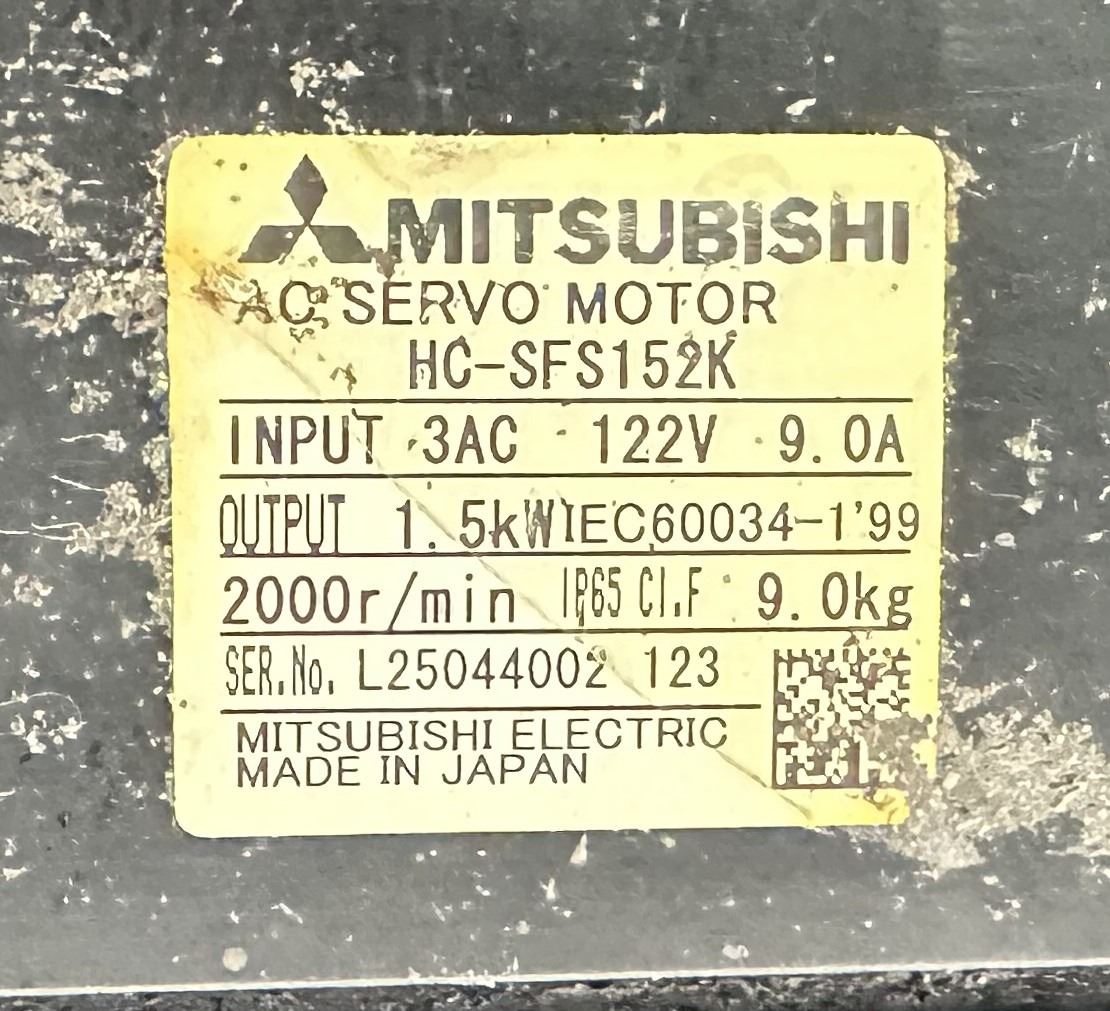 MITSUBISHI
AC SERVO MOTOR
HC-SFS152K
INPUT 3AC 122V 9.0A
OUTPUT 1.5kW IEC60034-1'99
2000r/min IP65 Cl.F 9.0kg
SER.No. L25044002 123
MITSUBISHI ELECTRIC
MADE IN JAPAN